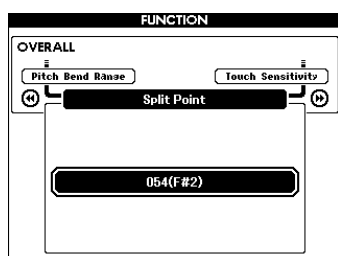 FUNCTION
OVERALL
Pitch Bend Range Touch Sensitivity
Split Point
054(F#2)